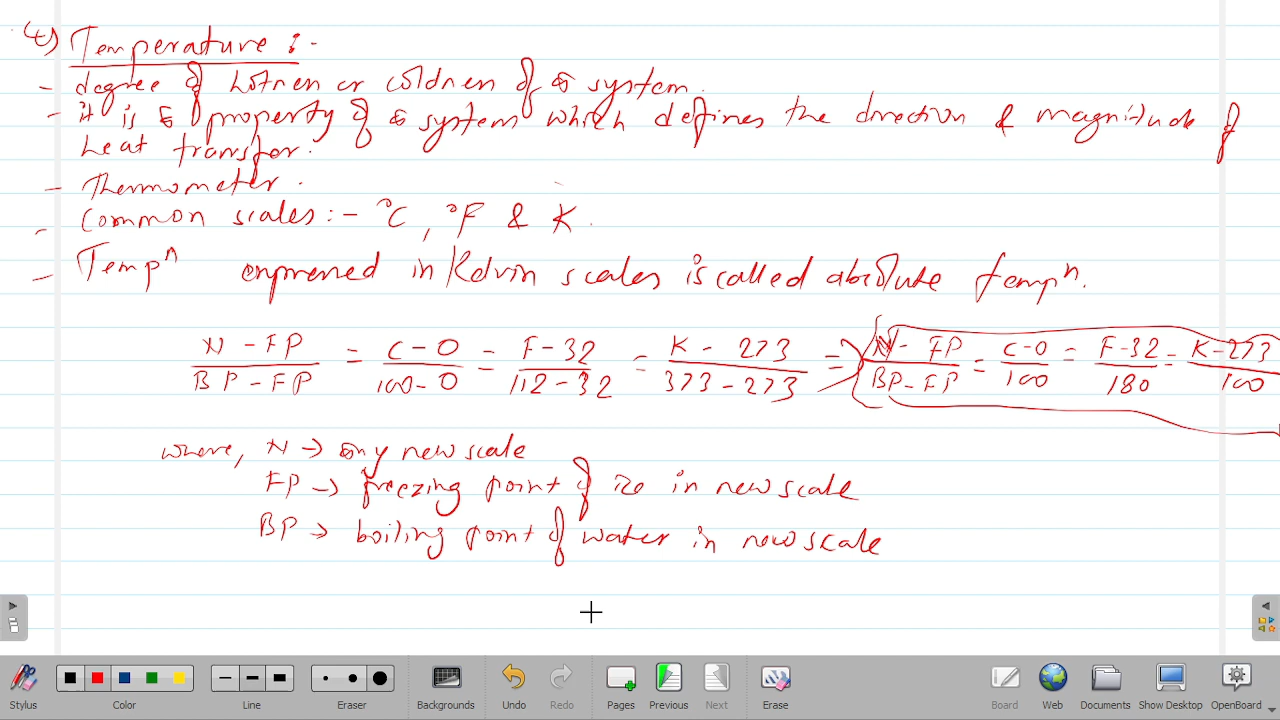 4) Temperature :-
- degree of hotness or coldness of a system.
- it is a property of a system which defines the direction & magnitude of
heat transfer.
- Thermometer.
- Common scales :- °C, °F & K.
- Tempⁿ expressed in Kelvin scales is called absolute tempⁿ.
N - FP / BP - FP = C - 0 / 100 - 0 = F - 32 / 112 - 32 = K - 273 / 373 - 273 => N - FP / BP - FP = C-0 / 100 = F-32 / 180 = K-273 / 100
where, N → any new scale
FP → freezing point of ice in new scale
BP → boiling point of water in new scale
Stylus Color Line Eraser Backgrounds Undo Redo Pages Previous Next Erase Board Web Documents Show Desktop OpenBoard